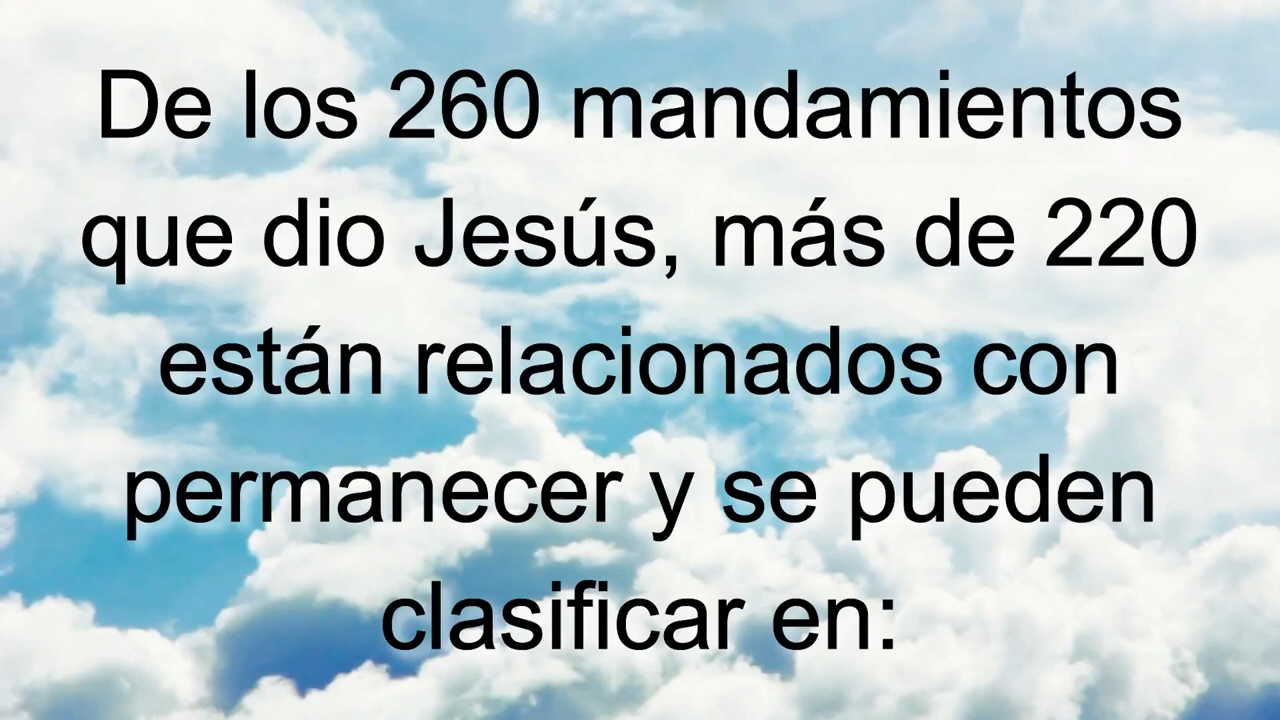 De los 260 mandamientos
que dio Jesús, más de 220
están relacionados con
permanecer y se pueden
clasificar en: